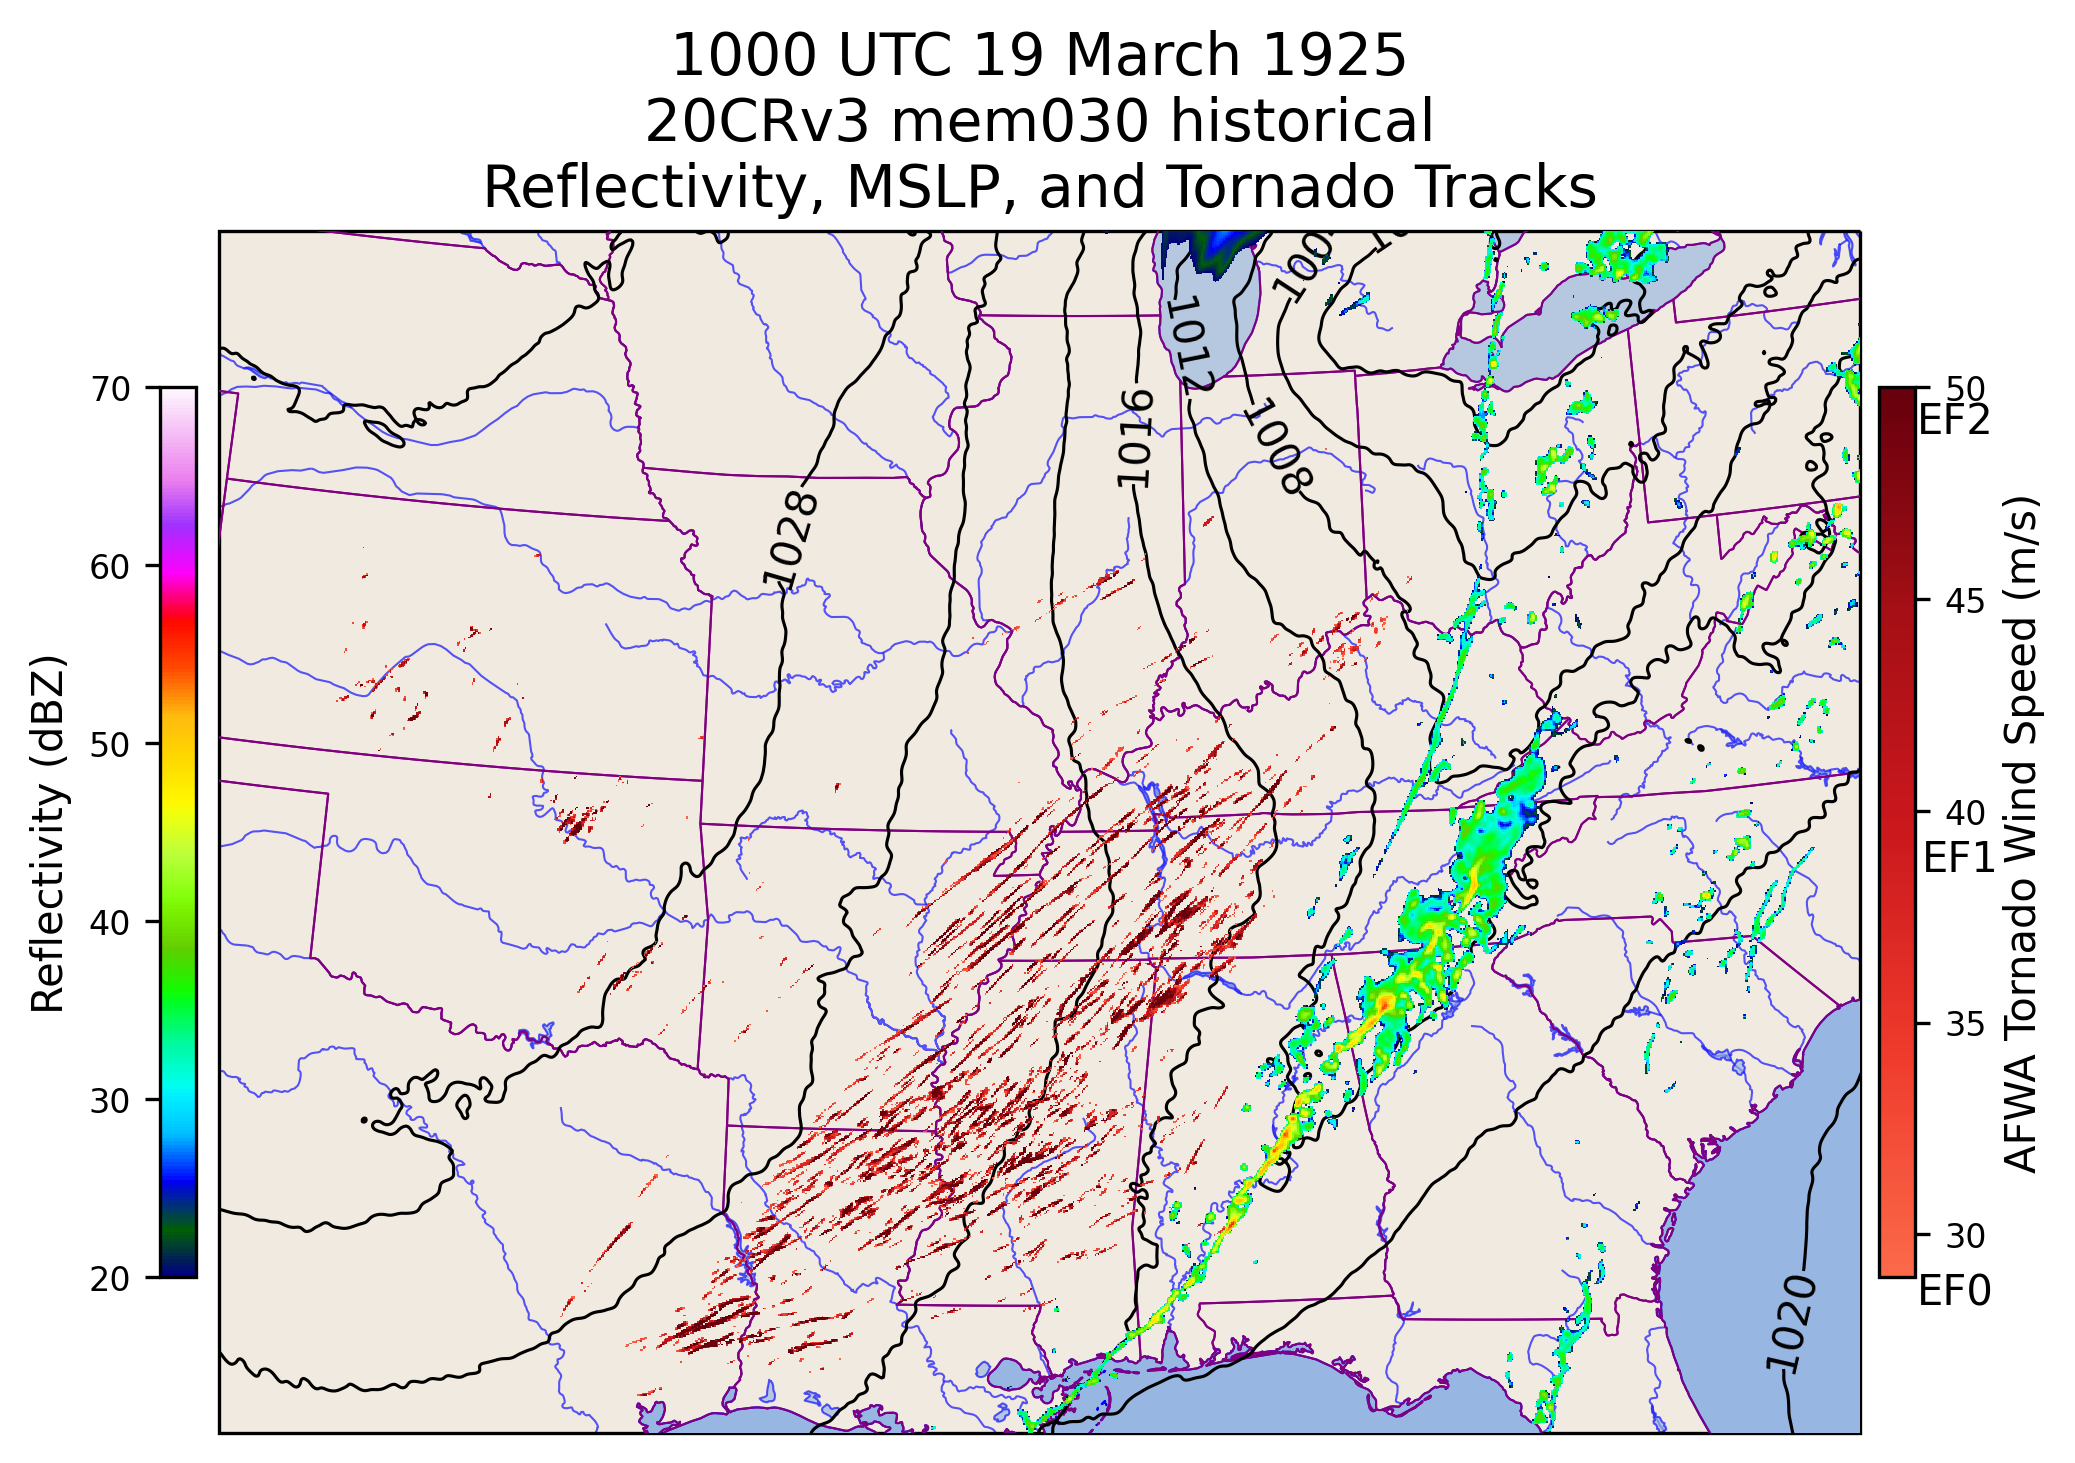 1000 UTC 19 March 1925
20CRv3 mem030 historical
Reflectivity, MSLP, and Tornado Tracks
70
60
50
40
30
20
Reflectivity (dBZ)
1028
1016
1012
1008
1020
50
EF2
45
40
EF1
35
30
EF0
AFWA Tornado Wind Speed (m/s)